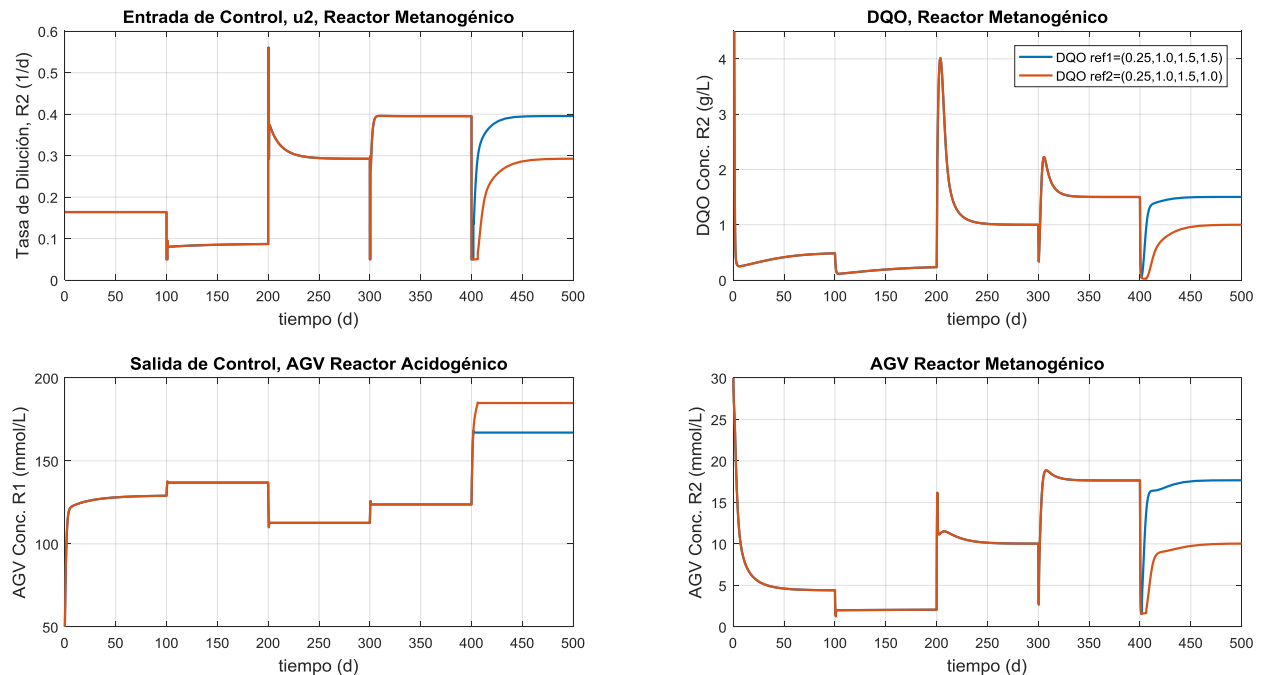 Entrada de Control, u2, Reactor Metanogénico
Tasa de Dilución, R2 (1/d)
0.6
0.5
0.4
0.3
0.2
0.1
0
0 50 100 150 200 250 300 350 400 450 500
tiempo (d)
DQO, Reactor Metanogénico
DQO Conc. R2 (g/L)
4
3
2
1
0
DQO ref1=(0.25,1.0,1.5,1.5)
DQO ref2=(0.25,1.0,1.5,1.0)
0 50 100 150 200 250 300 350 400 450 500
tiempo (d)
Salida de Control, AGV Reactor Acidogénico
AGV Conc. R1 (mmol/L)
200
150
100
50
0 50 100 150 200 250 300 350 400 450 500
tiempo (d)
AGV Reactor Metanogénico
AGV Conc. R2 (mmol/L)
30
25
20
15
10
5
0
0 50 100 150 200 250 300 350 400 450 500
tiempo (d)